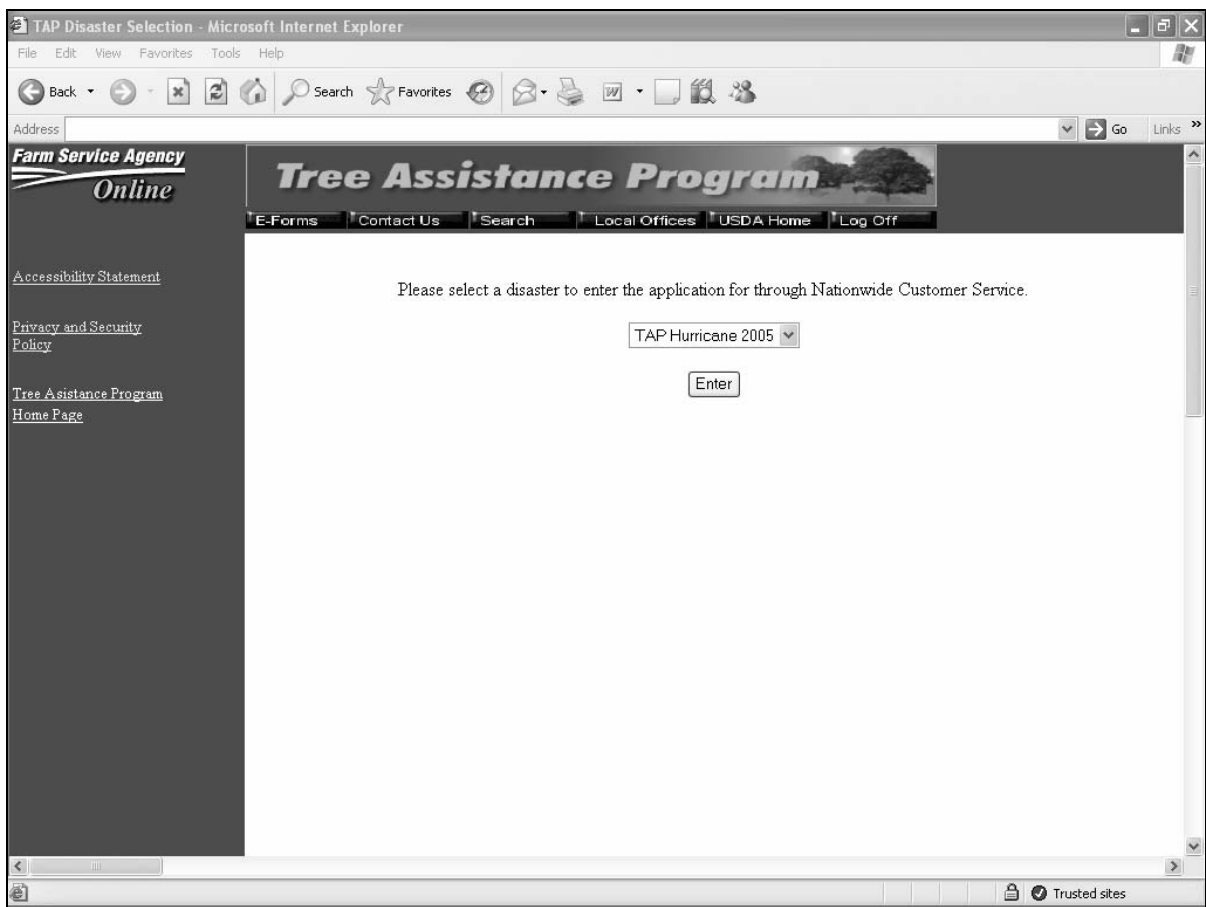 TAP Disaster Selection - Microsoft Internet Explorer
File Edit View Favorites Tools Help
Back Search Favorites
Address Go Links »
Farm Service Agency
Online
Tree Assistance Program
E-Forms Contact Us Search Local Offices USDA Home Log Off
Accessibility Statement
Please select a disaster to enter the application for through Nationwide Customer Service.
Privacy and Security
Policy
TAP Hurricane 2005
Enter
Tree Asistance Program
Home Page
Trusted sites